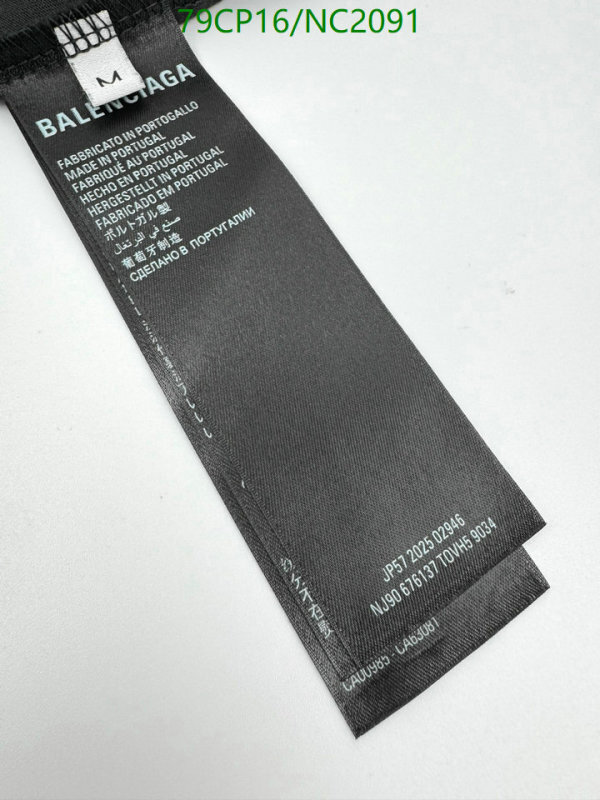 79CP16/NC2091
M
BALENCIAGA
FABBRICATO IN PORTOGALLO
MADE IN PORTUGAL
FABRIQUÉ AU PORTUGAL
HECHO EN PORTUGAL
HERGESTELLT IN PORTUGAL
FABRICADO EM PORTUGAL
ポルトガル製
صنع في البرتغال
葡萄牙制造
СДЕЛАНО В ПОРТУГАЛИИ
JP57 2025 02946
NJ90 676137 TOVH5 9034
CA00985 - CA63081